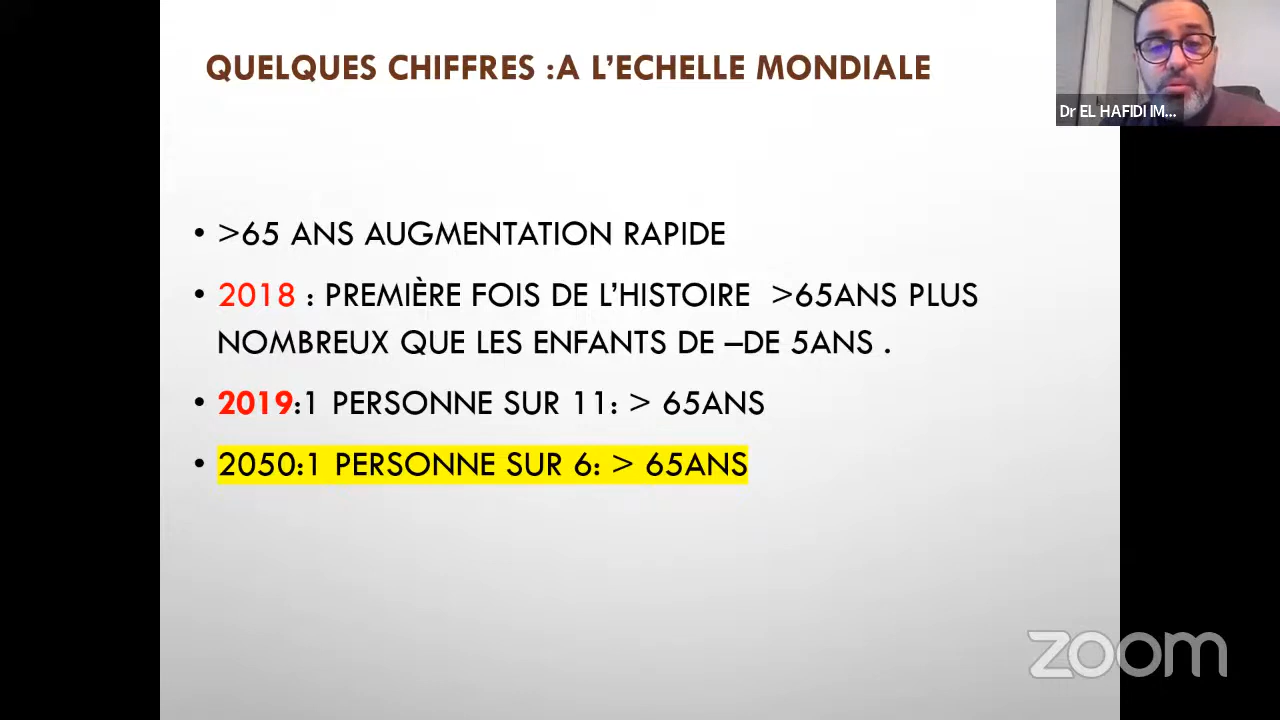 QUELQUES CHIFFRES :A L’ECHELLE MONDIALE
Dr EL HAFIDI IM...
• >65 ANS AUGMENTATION RAPIDE
• 2018 : PREMIÈRE FOIS DE L’HISTOIRE >65ANS PLUS
NOMBREUX QUE LES ENFANTS DE –DE 5ANS .
• 2019:1 PERSONNE SUR 11: > 65ANS
• 2050:1 PERSONNE SUR 6: > 65ANS
zoom